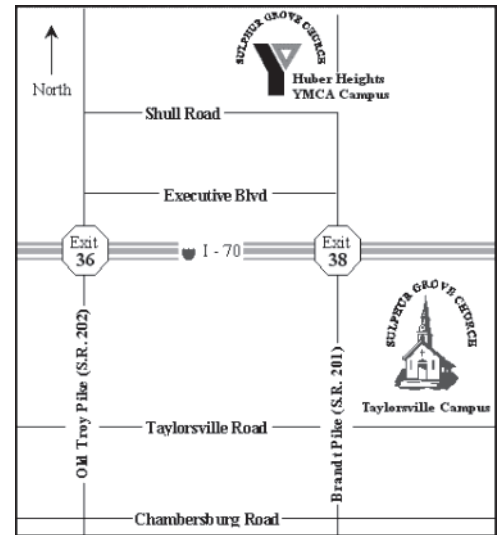 SULPHUR GROVE CHURCH
Huber Heights
YMCA Campus
North
Shull Road
Executive Blvd
Exit
36
I - 70
Exit
38
SULPHUR GROVE CHURCH
Taylorsville Campus
Old Troy Pike (S.R. 202)
Brandt Pike (S.R. 201)
Taylorsville Road
Chambersburg Road